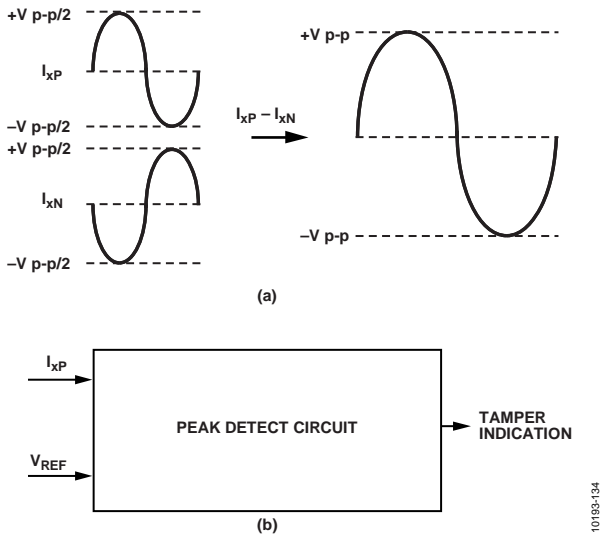 +V p-p/2
IxP
–V p-p/2
+V p-p/2
IxN
–V p-p/2
IxP – IxN
+V p-p
–V p-p
(a)
IxP
VREF
PEAK DETECT CIRCUIT
TAMPER
INDICATION
(b)
10193-134